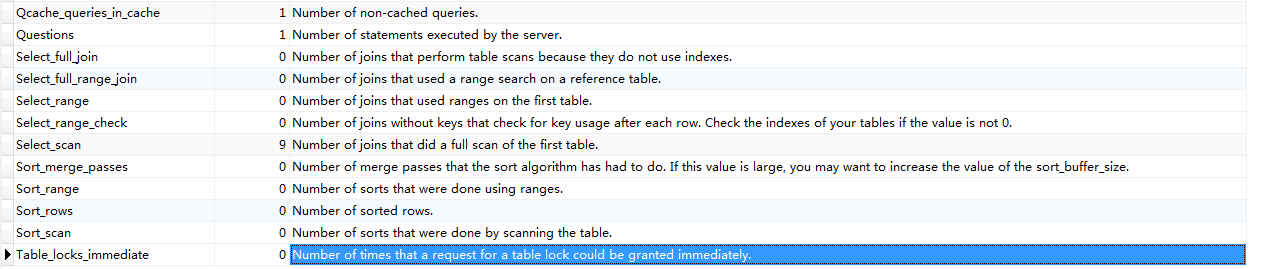 Qcache_queries_in_cache 1 Number of non-cached queries.
Questions 1 Number of statements executed by the server.
Select_full_join 0 Number of joins that perform table scans because they do not use indexes.
Select_full_range_join 0 Number of joins that used a range search on a reference table.
Select_range 0 Number of joins that used ranges on the first table.
Select_range_check 0 Number of joins without keys that check for key usage after each row. Check the indexes of your tables if the value is not 0.
Select_scan 9 Number of joins that did a full scan of the first table.
Sort_merge_passes 0 Number of merge passes that the sort algorithm has had to do. If this value is large, you may want to increase the value of the sort_buffer_size.
Sort_range 0 Number of sorts that were done using ranges.
Sort_rows 0 Number of sorted rows.
Sort_scan 0 Number of sorts that were done by scanning the table.
Table_locks_immediate 0 Number of times that a request for a table lock could be granted immediately.